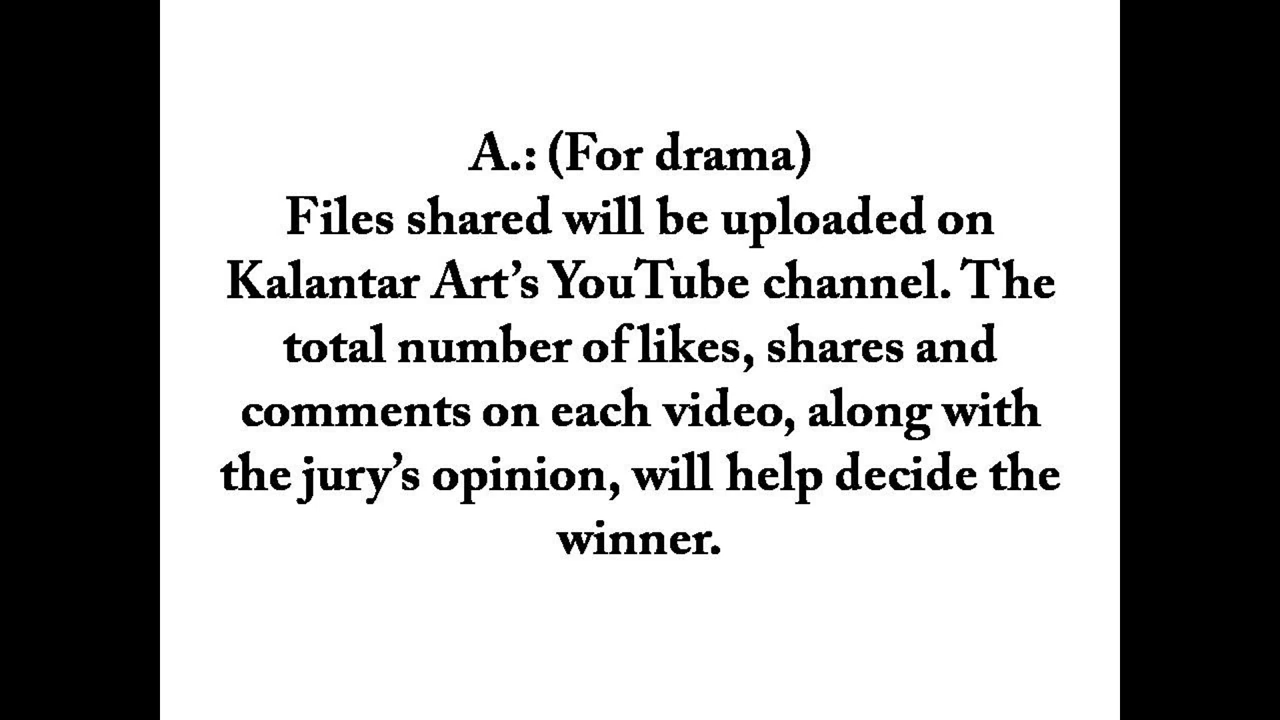 A.: (For drama)
Files shared will be uploaded on
Kalantar Art’s YouTube channel. The
total number of likes, shares and
comments on each video, along with
the jury’s opinion, will help decide the
winner.